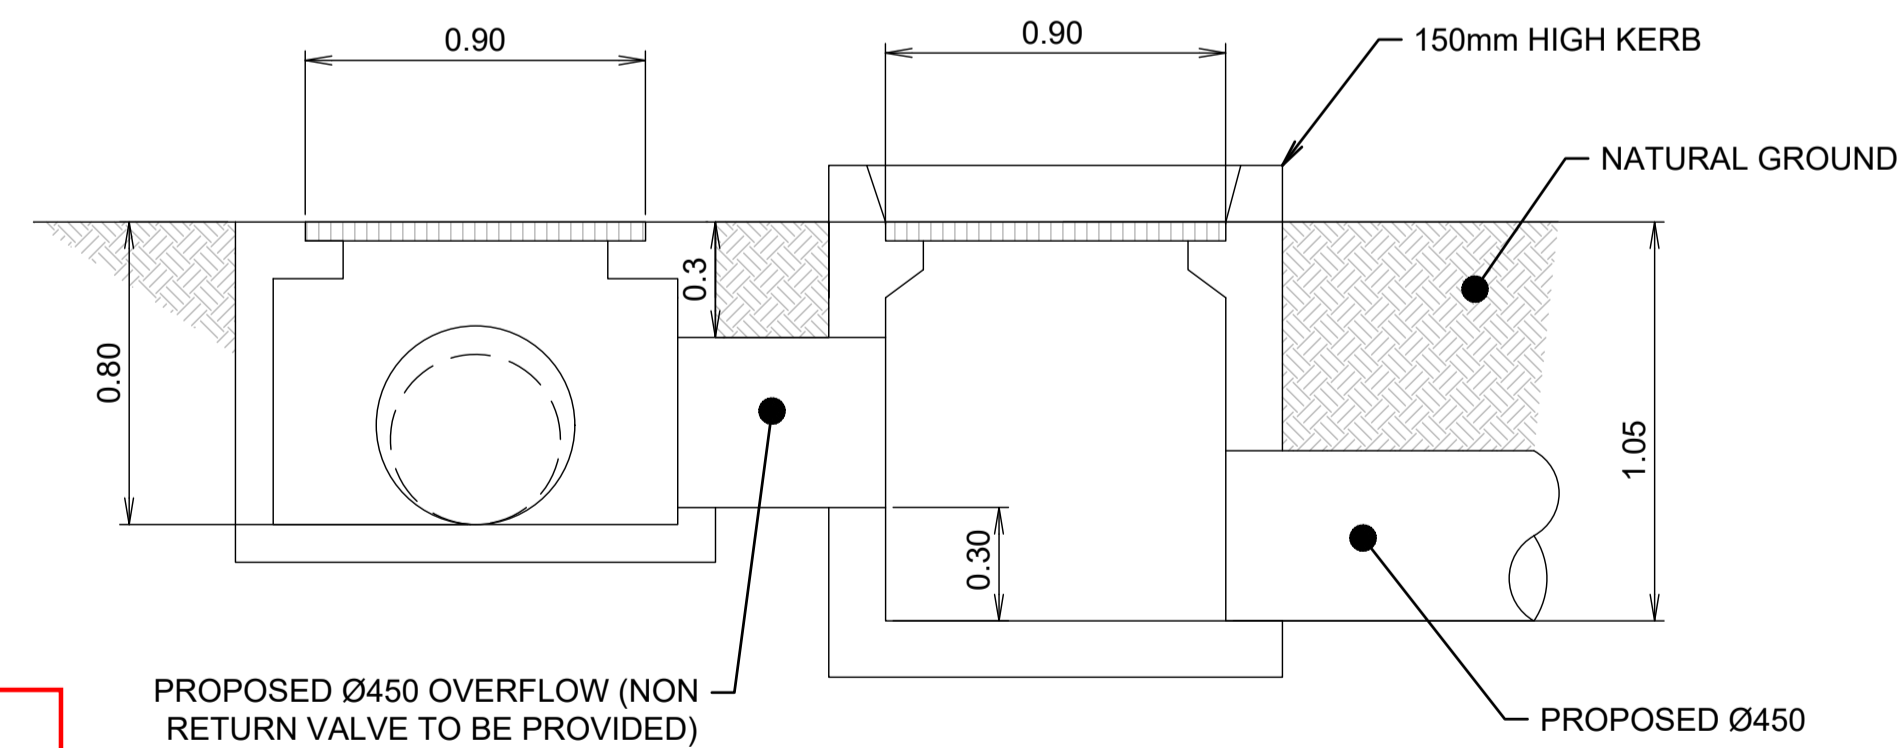 0.90
0.90
150mm HIGH KERB
NATURAL GROUND
0.3
0.80
1.05
0.30
PROPOSED Ø450 OVERFLOW (NON
RETURN VALVE TO BE PROVIDED)
PROPOSED Ø450